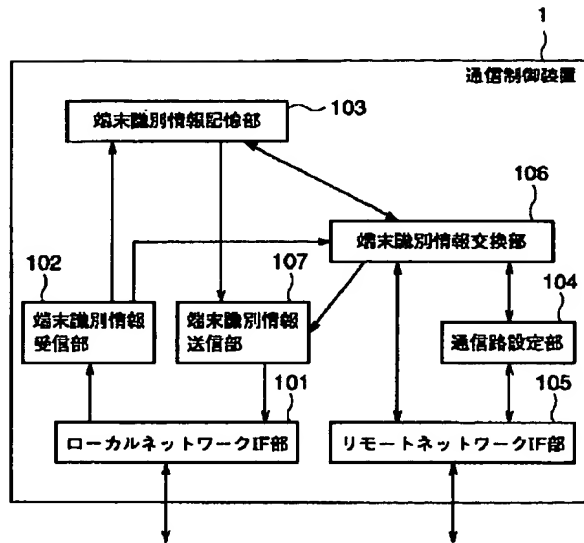 1
通信制御装置
103
端末識別情報記憶部
106
端末識別情報交換部
102
107
104
端末識別情報
受信部
端末識別情報
送信部
通信路設定部
101
105
ローカルネットワークIF部
リモートネットワークIF部